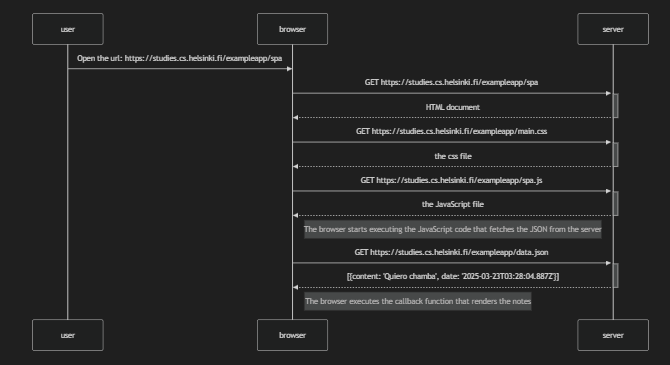 user browser server
Open the url: https://studies.cs.helsinki.fi/exampleapp/spa
GET https://studies.cs.helsinki.fi/exampleapp/spa
HTML document
GET https://studies.cs.helsinki.fi/exampleapp/main.css
the css file
GET https://studies.cs.helsinki.fi/exampleapp/spa.js
the JavaScript file
The browser starts executing the JavaScript code that fetches the JSON from the server
GET https://studies.cs.helsinki.fi/exampleapp/data.json
[{content: 'Quiero chamba', date: '2025-03-23T03:28:04.887Z'}]
The browser executes the callback function that renders the notes
user browser server